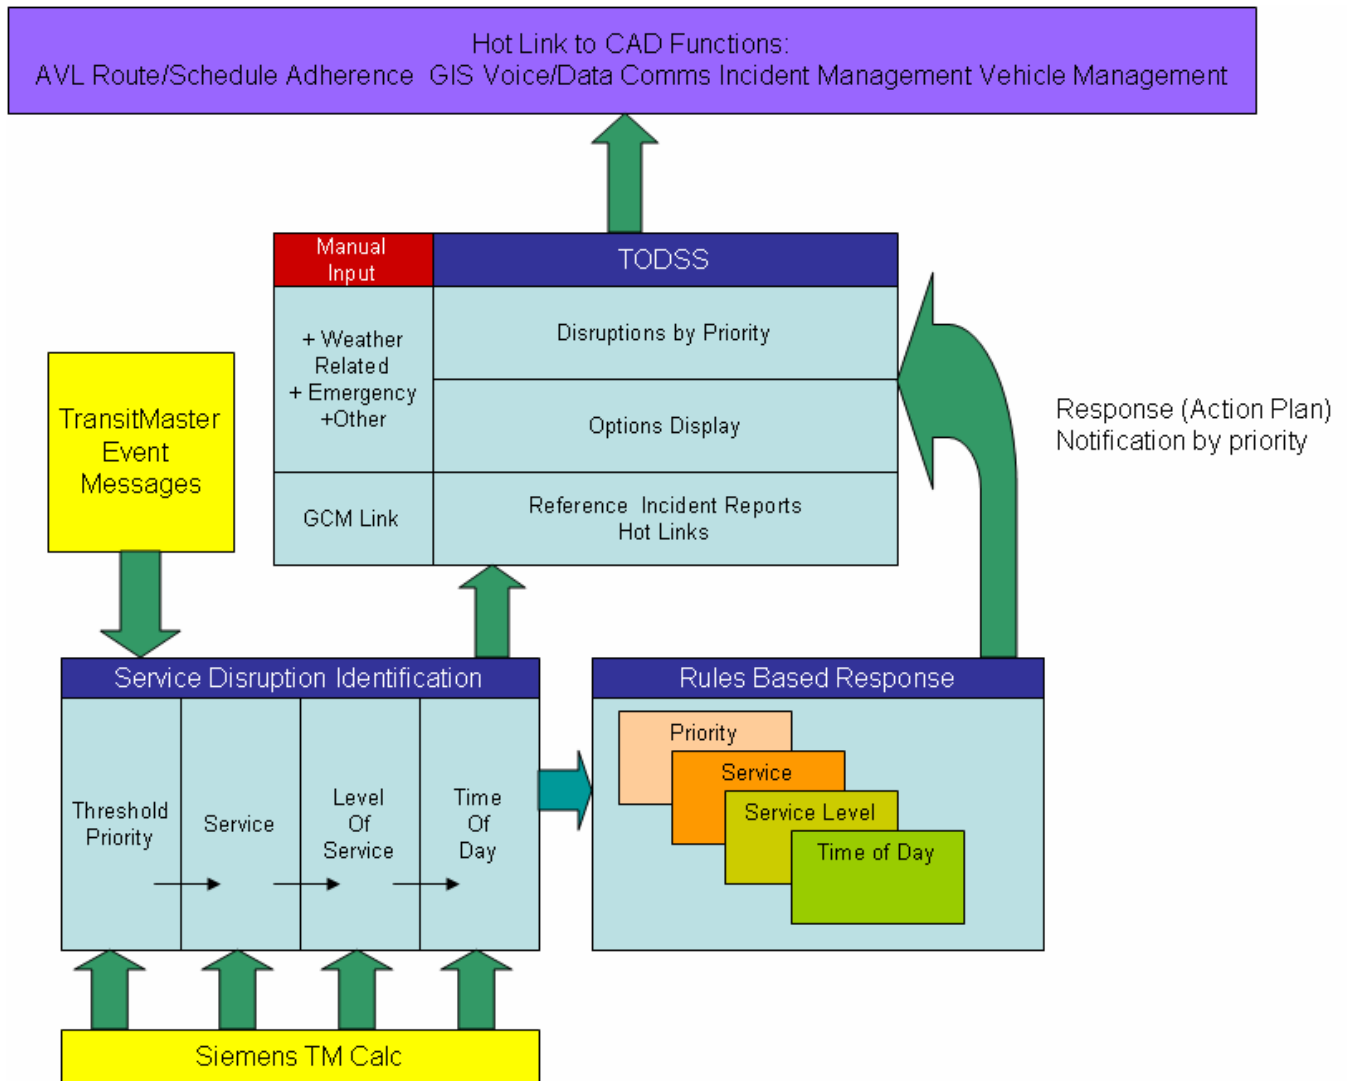 Hot Link to CAD Functions:
AVL Route/Schedule Adherence GIS Voice/Data Comms Incident Management Vehicle Management
Manual
Input
TODSS
+ Weather
Related
+ Emergency
+Other
Disruptions by Priority
Options Display
GCM Link
Reference Incident Reports
Hot Links
TransitMaster
Event
Messages
Response (Action Plan)
Notification by priority
Service Disruption Identification
Threshold
Priority
Service
Level
Of
Service
Time
Of
Day
Rules Based Response
Priority
Service
Service Level
Time of Day
Siemens TM Calc